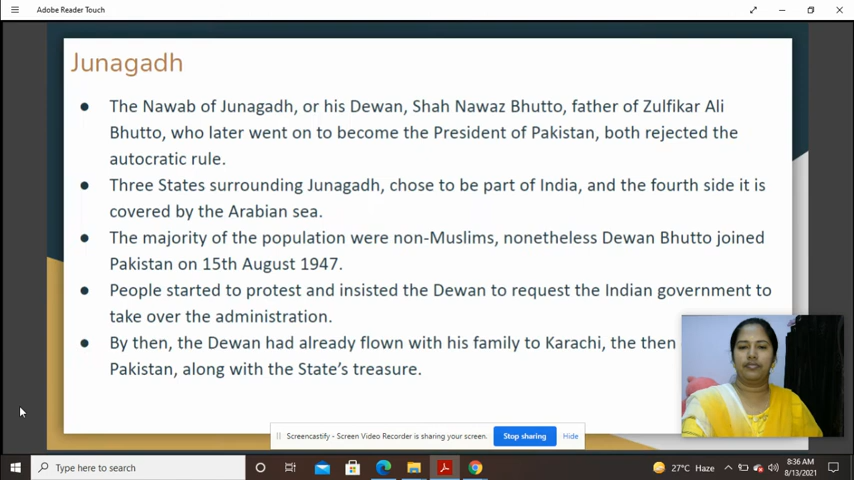 Adobe Reader Touch
Junagadh
● The Nawab of Junagadh, or his Dewan, Shah Nawaz Bhutto, father of Zulfikar Ali
Bhutto, who later went on to become the President of Pakistan, both rejected the
autocratic rule.
● Three States surrounding Junagadh, chose to be part of India, and the fourth side it is
covered by the Arabian sea.
● The majority of the population were non-Muslims, nonetheless Dewan Bhutto joined
Pakistan on 15th August 1947.
● People started to protest and insisted the Dewan to request the Indian government to
take over the administration.
● By then, the Dewan had already flown with his family to Karachi, the then
Pakistan, along with the State's treasure.
Screencastify - Screen Video Recorder is sharing your screen.
Stop sharing
Hide
Type here to search
27°C Haze
8:36 AM
8/13/2021